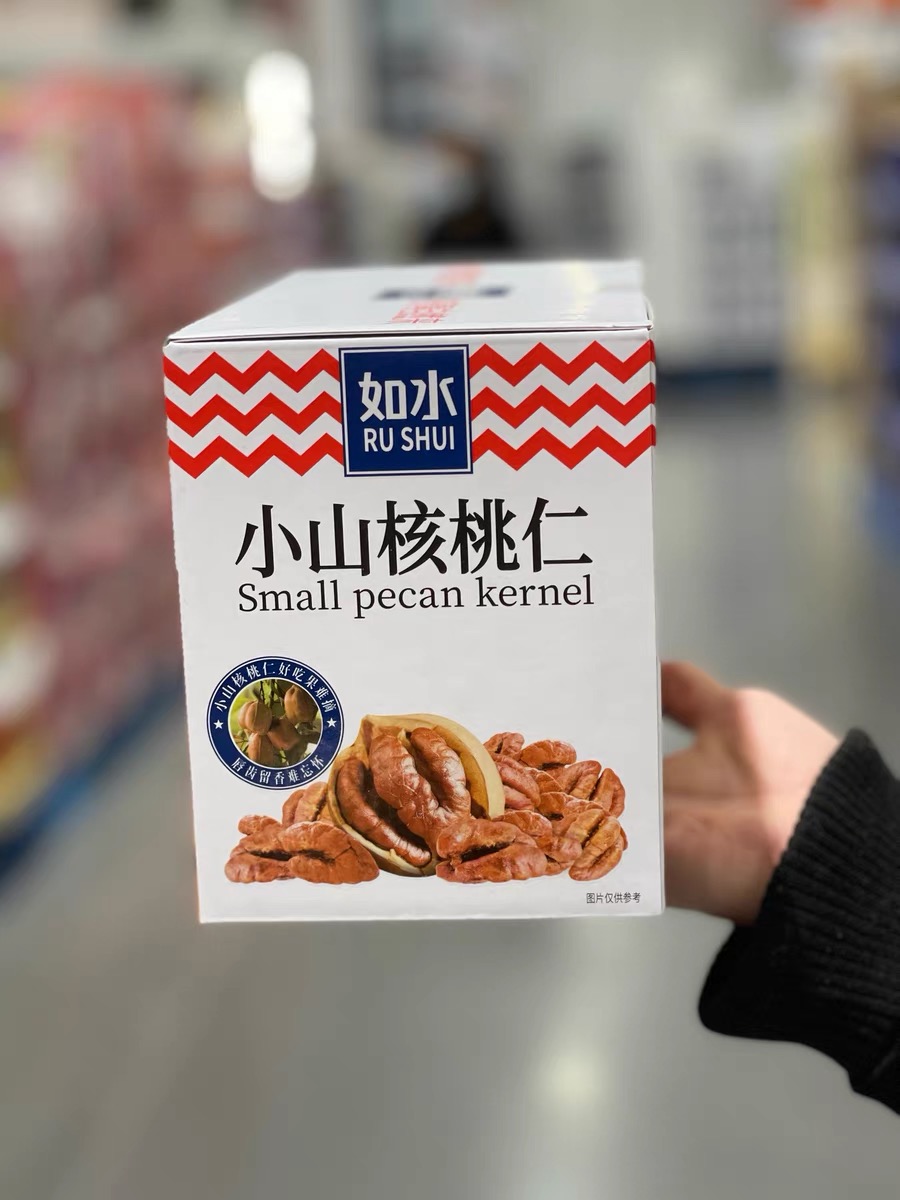 如水
RU SHUI
小山核桃仁
Small pecan kernel
小山核桃仁好吃果难摘
唇齿留香难忘怀
图片仅供参考